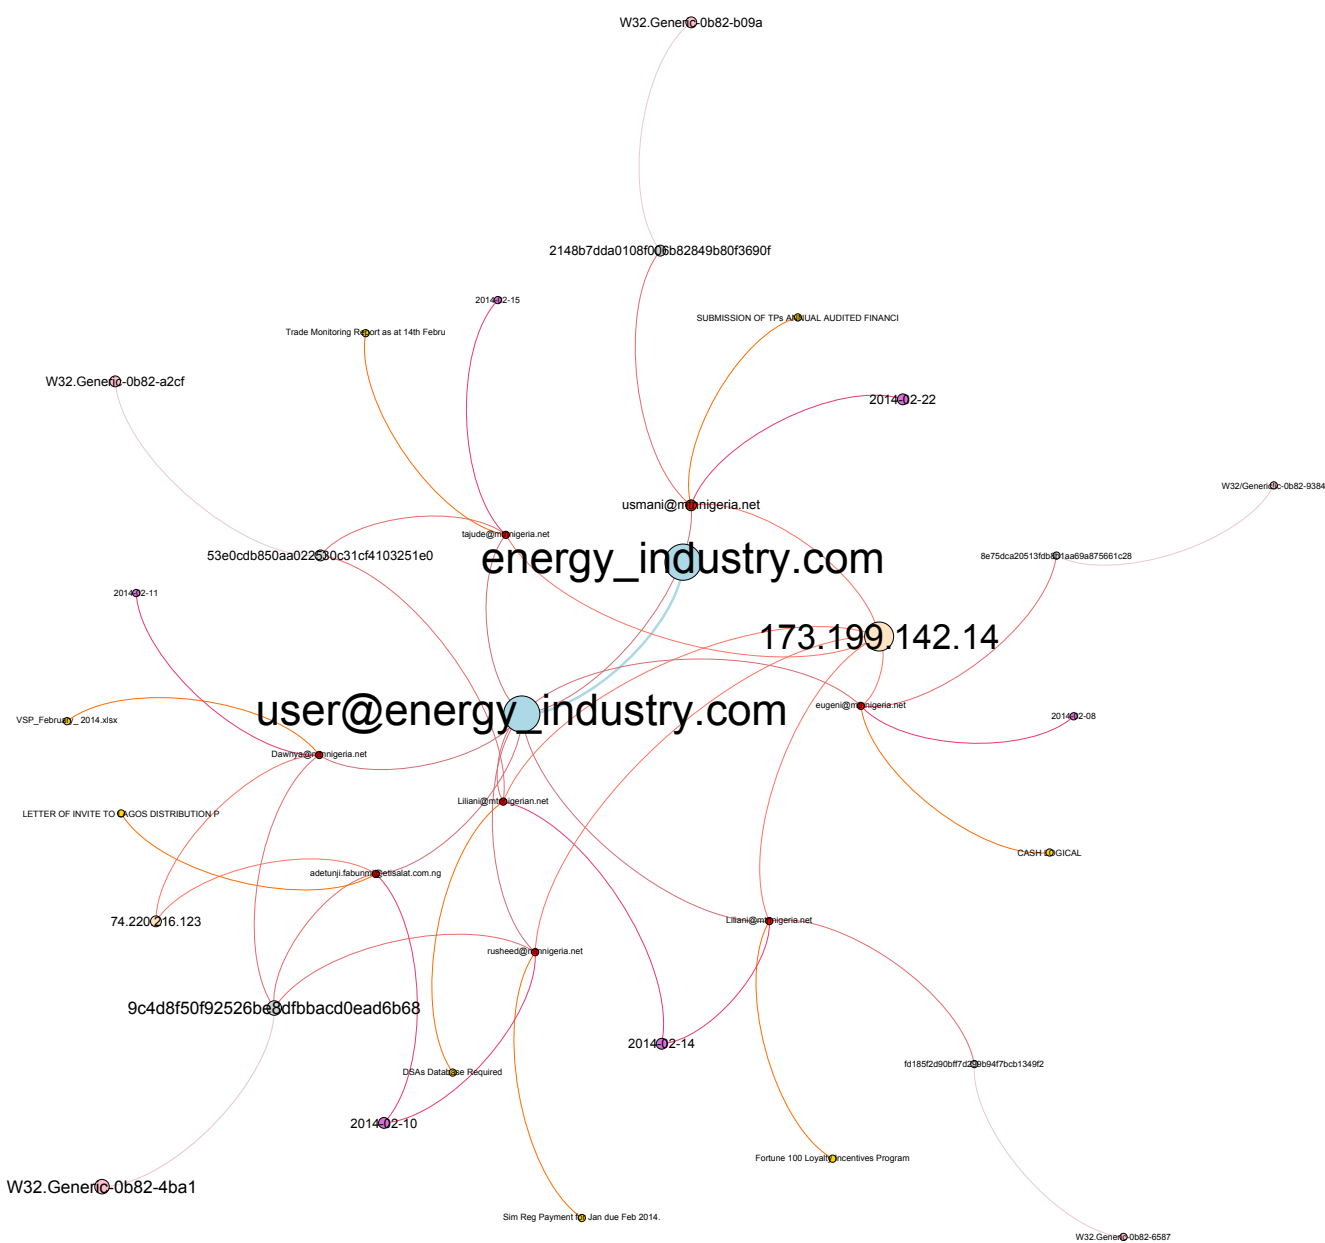 W32.Generic-0b82-b09a
2148b7dda0108f006b82849b80f3690f
2014-02-15
SUBMISSION OF TPs ANNUAL AUDITED FINANCI
Trade Monitoring Report as at 14th Febru
W32.Generic-0b82-a2cf
2014-02-22
W32/Generic!c-0b82-9384
usmani@mtnnigeria.net
tajude@mtnnigeria.net
53e0cdb850aa022530c31cf4103251e0
energy_industry.com
2014-02-11
173.199.142.14
user@energy_industry.com
eugeni@mtnnigeria.net
2014-02-08
VSP_February_ 2014.xlsx
Dawnya@mtnnigeria.net
Liliani@mtnnigerian.net
LETTER OF INVITE TO LAGOS DISTRIBUTION P
CASH LOGICAL
adetunji.fabunmi@etisalat.com.ng
74.220.216.123
Liliani@mtnnigeria.net
rusheed@mtnnigeria.net
9c4d8f50f92526be8dfbbacd0ead6b68
2014-02-14
DSAs Database Required
2014-02-10
Fortune 100 Loyalty Incentives Program
W32.Generic-0b82-4ba1
Sim Reg Payment for Jan due Feb 2014.
W32.Generic-0b82-6587